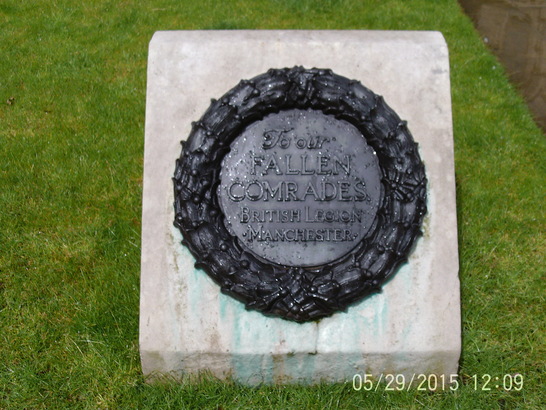 To our
FALLEN
COMRADES.
BRITISH LEGION
·MANCHESTER·
05/29/2015 12:09